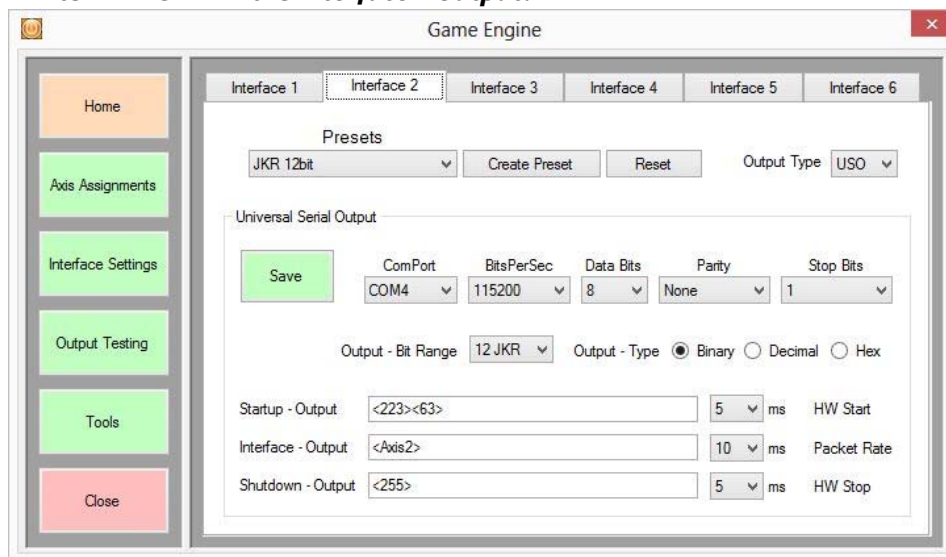 Game Engine
Interface 1 Interface 2 Interface 3 Interface 4 Interface 5 Interface 6
Home
Axis Assignments
Interface Settings
Output Testing
Tools
Close
Presets
JKR 12bit Create Preset Reset Output Type USO
Universal Serial Output
Save
ComPort BitsPerSec Data Bits Parity Stop Bits
COM4 115200 8 None 1
Output - Bit Range 12 JKR Output - Type Binary Decimal Hex
Startup - Output <223><63> 5 ms HW Start
Interface - Output <Axis2> 10 ms Packet Rate
Shutdown - Output <255> 5 ms HW Stop